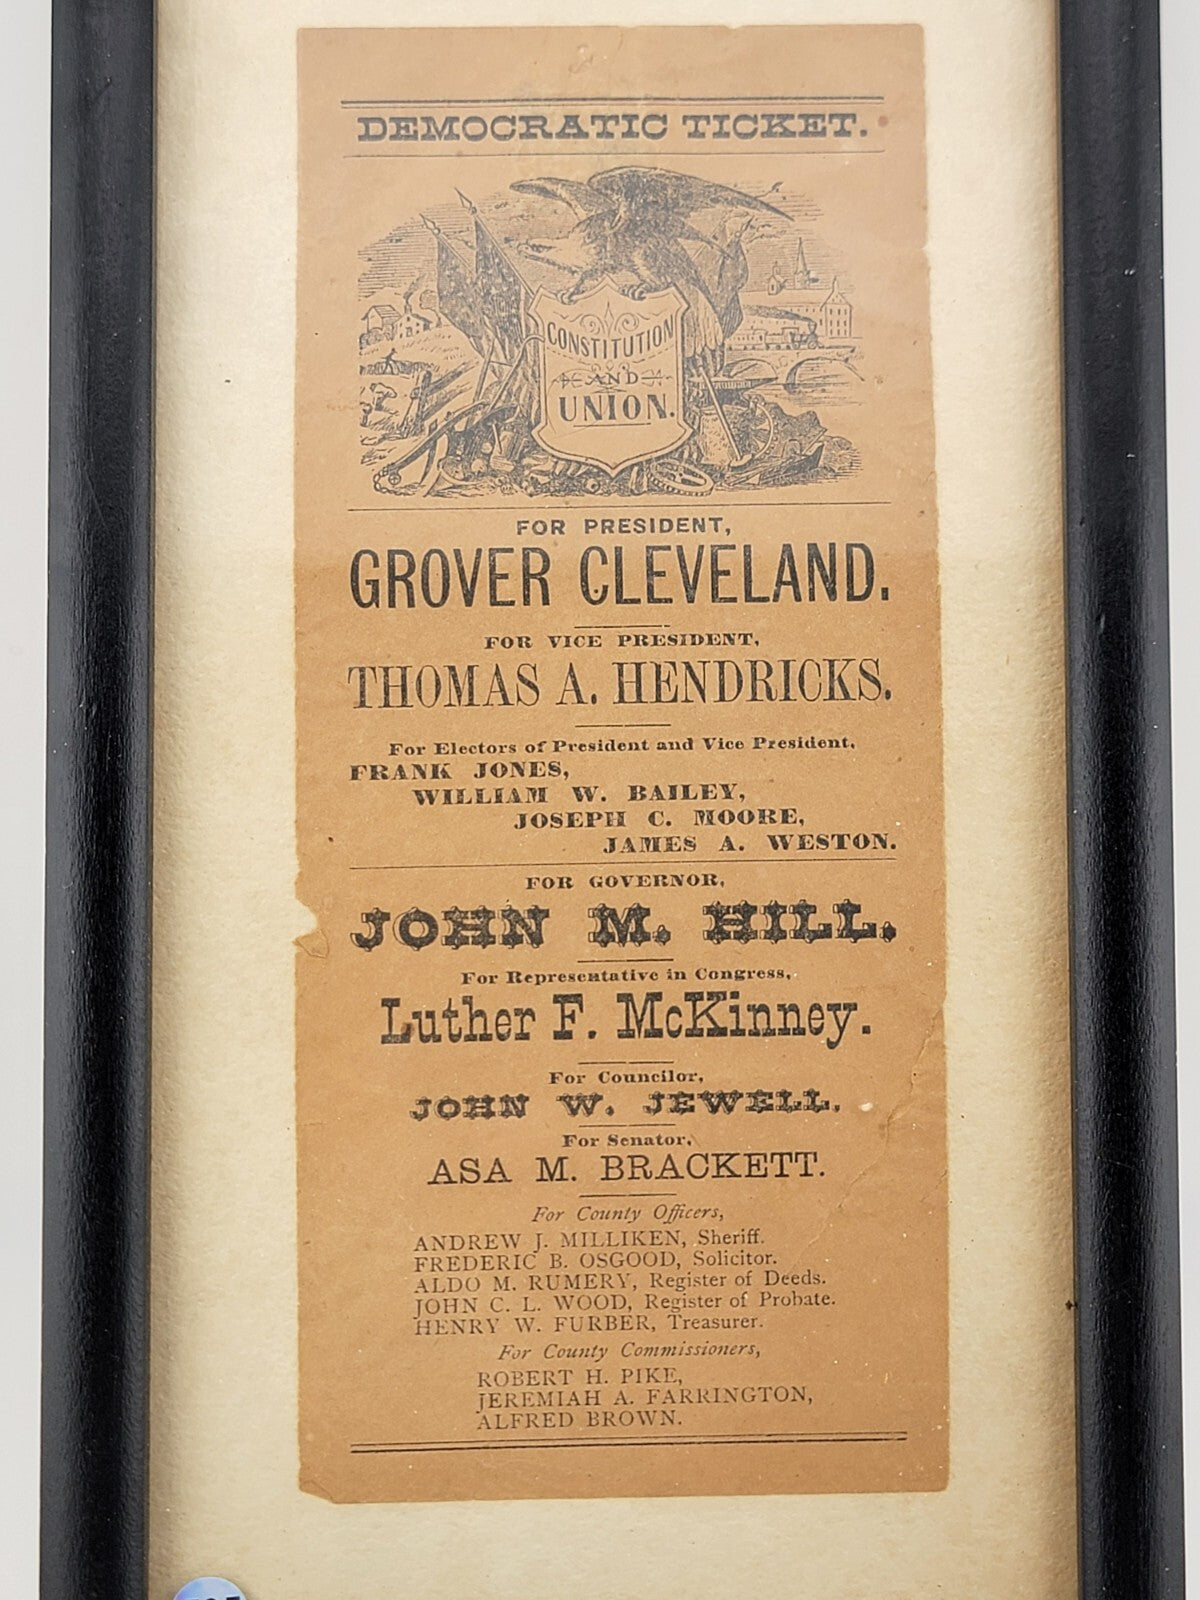 DEMOCRATIC TICKET.
CONSTITUTION
AND
UNION.
FOR PRESIDENT,
GROVER CLEVELAND.
FOR VICE PRESIDENT,
THOMAS A. HENDRICKS.
For Electors of President and Vice President,
FRANK JONES,
WILLIAM W. BAILEY,
JOSEPH C. MOORE,
JAMES A. WESTON.
FOR GOVERNOR,
JOHN M. HILL.
For Representative in Congress,
Luther F. McKinney.
For Councilor,
JOHN W. JEWELL.
For Senator,
ASA M. BRACKETT.
For County Officers,
ANDREW J. MILLIKEN, Sheriff.
FREDERIC B. OSGOOD, Solicitor.
ALDO M. RUMERY, Register of Deeds.
JOHN C. L. WOOD, Register of Probate.
HENRY W. FURBER, Treasurer.
For County Commissioners,
ROBERT H. PIKE,
JEREMIAH A. FARRINGTON,
ALFRED BROWN.